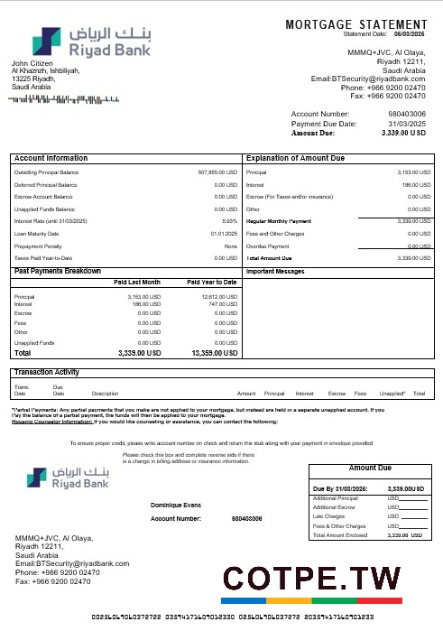 بنك الرياض
Riyad Bank
MORTGAGE STATEMENT
Statement Date: 06/03/2026
John Citizen
Al Khaznzh, Ishbiliyah,
13225 Riyadh,
Saudi Arabia
MMMQ+JVC, Al Olaya,
Riyadh 12211,
Saudi Arabia
Email:BTSecurity@riyadbank.com
Phone: +966 9200 02470
Fax: +966 9200 02470
Account Number: 980403006
Payment Due Date: 31/03/2025
Amount Due: 3,339.00 USD
Account Information
Outsding Principal Balance 507,855.00 USD
Deferred Principal Balance 0.00 USD
Escrow Account Balance 0.00 USD
Unapplied Funds Balance 0.00 USD
Interest Rate (until 31/03/2025) 5.93%
Loan Maturity Date 01.01.2025
Prepayment Penalty None
Taxes Paid Year-to-Date 0.00 USD
Explanation of Amount Due
Principal 3,153.00 USD
Interest 186.00 USD
Escrow (For Taxes and/or insurance) 0.00 USD
Other 0.00 USD
Regular Monthly Payment 3,339.00 USD
Fees and Other Charges 0.00 USD
Overdue Payment 0.00 USD
Total Amount Due 3,339.00 USD
Past Payments Breakdown
Paid Last Month Paid Year to Date
Principal 3,153.00 USD 12,612.00 USD
Interest 186.00 USD 747.00 USD
Escrow 0.00 USD 0.00 USD
Fees 0.00 USD 0.00 USD
Other 0.00 USD 0.00 USD
Unapplied Funds 0.00 USD 0.00 USD
Total 3,339.00 USD 13,359.00 USD
Important Messages
Transaction Activity
Trans. Date Due Date Description Amount Principal Interest Escrow Fees Unapplied* Total
*Partial Payments: Any partial payments that you make are not applied to your mortgage, but instead are held in a separate unapplied account. If you
Pay the balance of a partial payment, the funds will then be applied to your mortgage.
Housing Counselor Information: If you would like counseling or assistance, you can contact the following:
To ensure proper credit, please write account number on check and return this stub along with your payment in envelope provided.
Please check this box and complete reverse side if there
is a change in billing address or insurance information.
بنك الرياض
Riyad Bank
Dominique Evans
Account Number: 980403006
Amount Due
Due By 31/03/2026: 3,339.00USD
Additional Principal USD
Additional Escrow USD
Late Charges USD
Fees & Other Charges USD
Total Amount Enclosed 3,339.00 USD
MMMQ+JVC, Al Olaya,
Riyadh 12211,
Saudi Arabia
Email:BTSecurity@riyadbank.com
Phone: +966 9200 02470
Fax: +966 9200 02470
COTPE.TW